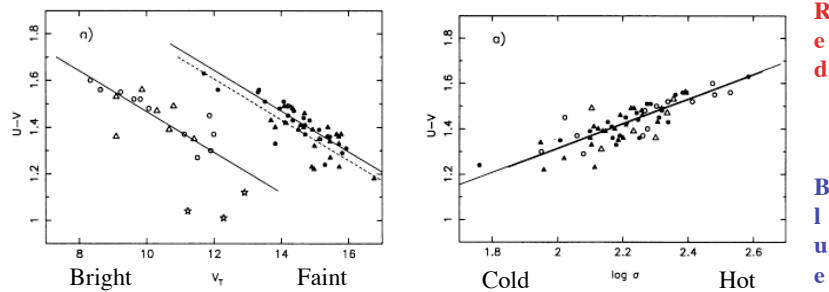 a)
U−V
1.8
1.6
1.4
1.2
1
8
10
12
14
16
Bright
V_T
Faint
a)
U−V
1.8
1.6
1.4
1.2
1
1.8
2
2.2
2.4
2.6
Cold
log σ
Hot
R
e
d
B
l
u
e